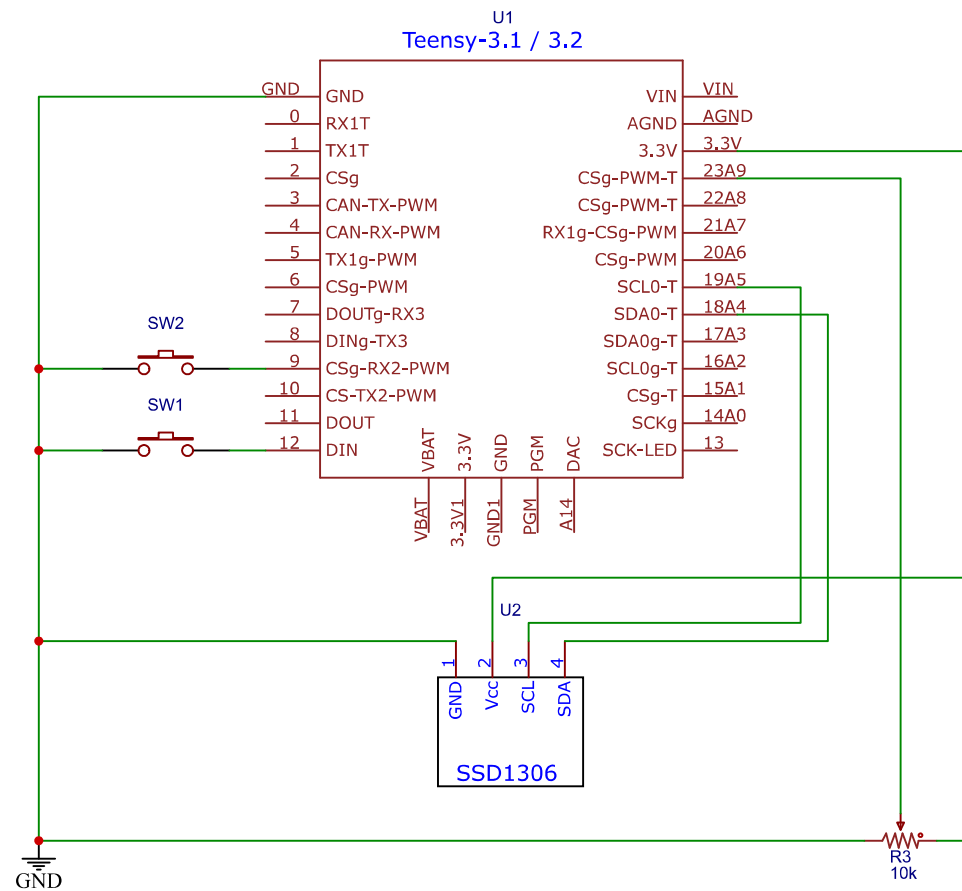 U1
Teensy-3.1 / 3.2
GND GND VIN VIN
0 RX1T AGND AGND
1 TX1T 3.3V 3.3V
2 CSg CSg-PWM-T 23A9
3 CAN-TX-PWM CSg-PWM-T 22A8
4 CAN-RX-PWM RX1g-CSg-PWM 21A7
5 TX1g-PWM CSg-PWM 20A6
6 CSg-PWM SCL0-T 19A5
7 DOUTg-RX3 SDA0-T 18A4
8 DINg-TX3 SDA0g-T 17A3
9 CSg-RX2-PWM SCL0g-T 16A2
10 CS-TX2-PWM CSg-T 15A1
11 DOUT SCKg 14A0
12 DIN SCK-LED 13
SW2
SW1
VBAT 3.3V GND PGM DAC
VBAT 3.3V1 GND1 PGM A14
U2
1 2 3 4
GND Vcc SCL SDA
SSD1306
R3
10k
GND